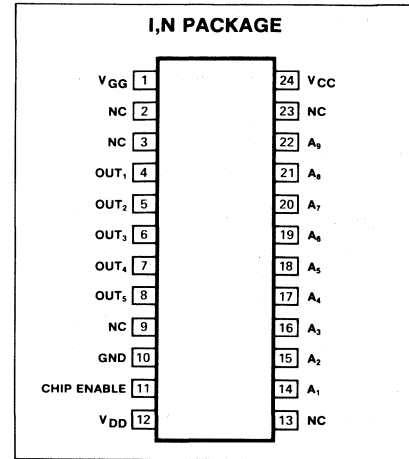 I,N PACKAGE
VGG 1 24 VCC
NC 2 23 NC
NC 3 22 A₉
OUT₁ 4 21 A₈
OUT₂ 5 20 A₇
OUT₃ 6 19 A₆
OUT₄ 7 18 A₅
OUT₅ 8 17 A₄
NC 9 16 A₃
GND 10 15 A₂
CHIP ENABLE 11 14 A₁
VDD 12 13 NC